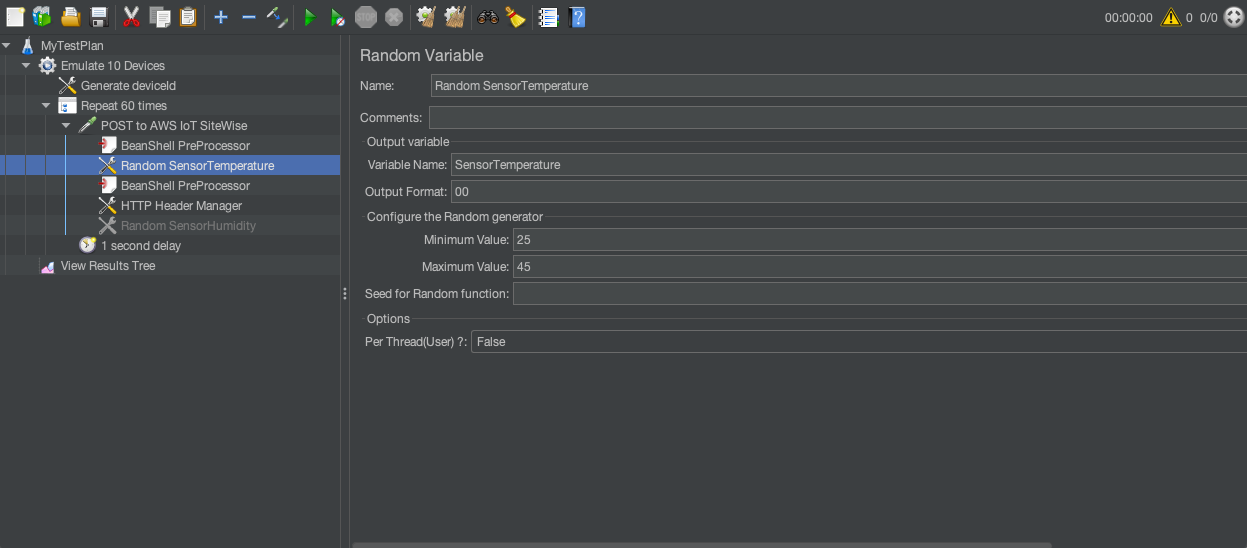 STOP
00:00:00 0 0/0
MyTestPlan
Emulate 10 Devices
Generate deviceId
Repeat 60 times
POST to AWS IoT SiteWise
BeanShell PreProcessor
Random SensorTemperature
BeanShell PreProcessor
HTTP Header Manager
Random SensorHumidity
1 second delay
View Results Tree
Random Variable
Name: Random SensorTemperature
Comments:
Output variable
Variable Name: SensorTemperature
Output Format: 00
Configure the Random generator
Minimum Value: 25
Maximum Value: 45
Seed for Random function:
Options
Per Thread(User) ?: False